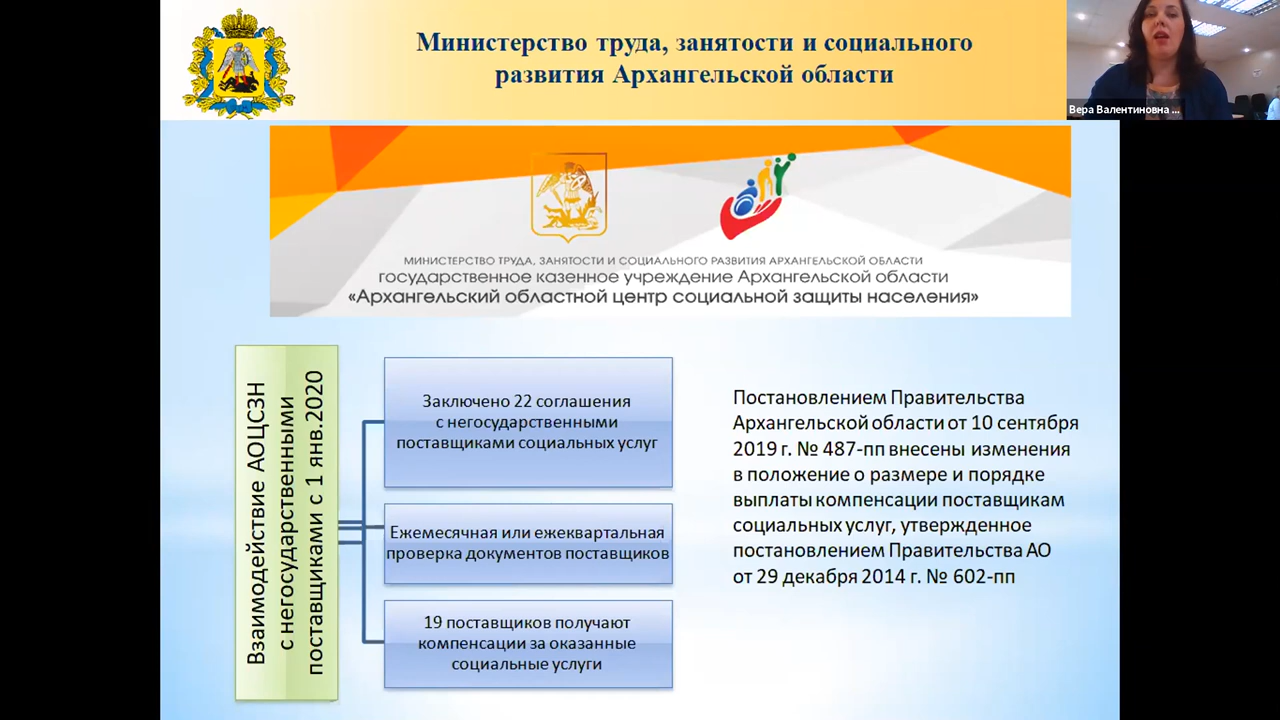 Министерство труда, занятости и социального
развития Архангельской области
Вера Валентиновна ...
МИНИСТЕРСТВО ТРУДА, ЗАНЯТОСТИ И СОЦИАЛЬНОГО РАЗВИТИЯ АРХАНГЕЛЬСКОЙ ОБЛАСТИ
государственное казенное учреждение Архангельской области
«Архангельский областной центр социальной защиты населения»
Взаимодействие АОЦСЗН
с негосударственными
поставщиками с 1 янв.2020
Заключено 22 соглашения
с негосударственными
поставщиками социальных услуг
Ежемесячная или ежеквартальная
проверка документов поставщиков
19 поставщиков получают
компенсации за оказанные
социальные услуги
Постановлением Правительства
Архангельской области от 10 сентября
2019 г. № 487-пп внесены изменения
в положение о размере и порядке
выплаты компенсации поставщикам
социальных услуг, утвержденное
постановлением Правительства АО
от 29 декабря 2014 г. № 602-пп